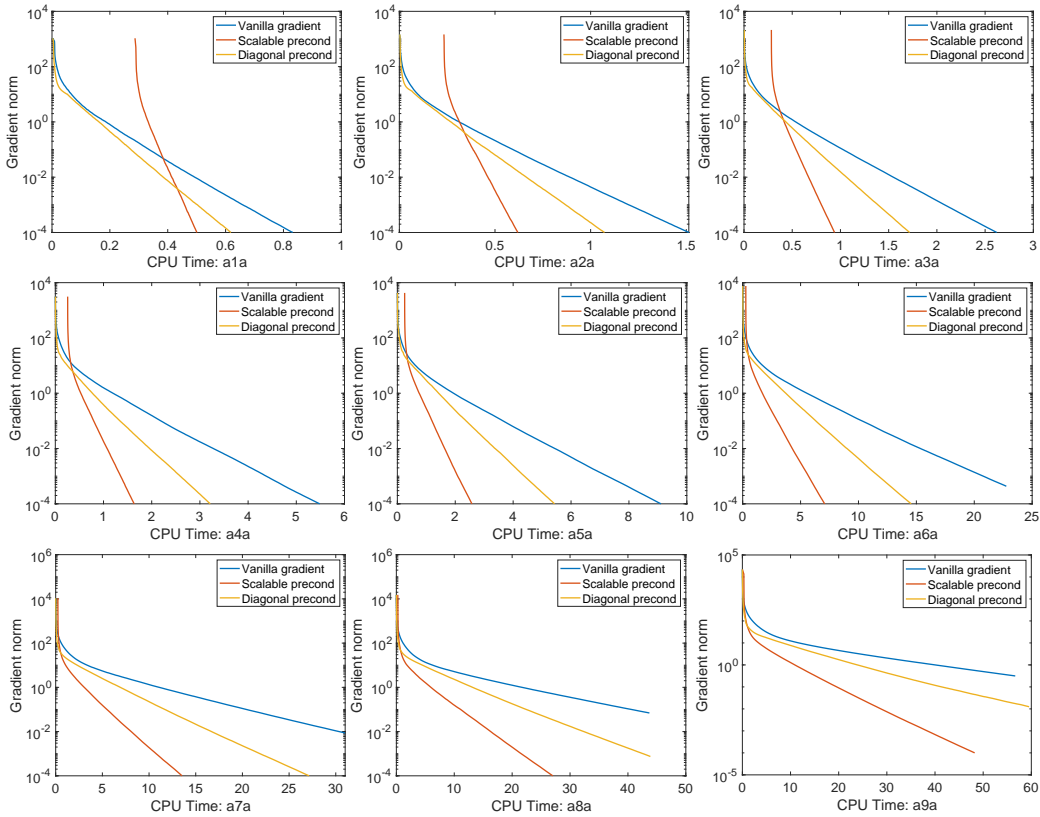 Gradient norm
10^2
10^0
10^-2
10^-4
Vanilla gradient
Scalable precond
Diagonal precond
0 0.2 0.4 0.6 0.8 1
CPU Time: a1a
Gradient norm
10^2
10^0
10^-2
10^-4
Vanilla gradient
Scalable precond
Diagonal precond
0 0.5 1 1.5
CPU Time: a2a
Gradient norm
10^2
10^0
10^-2
10^-4
Vanilla gradient
Scalable precond
Diagonal precond
0 0.5 1 1.5 2 2.5 3
CPU Time: a3a
Gradient norm
10^4
10^2
10^0
10^-2
10^-4
Vanilla gradient
Scalable precond
Diagonal precond
0 1 2 3 4 5 6
CPU Time: a4a
Gradient norm
10^4
10^2
10^0
10^-2
10^-4
Vanilla gradient
Scalable precond
Diagonal precond
0 2 4 6 8 10
CPU Time: a5a
Gradient norm
10^4
10^2
10^0
10^-2
10^-4
Vanilla gradient
Scalable precond
Diagonal precond
0 5 10 15 20 25
CPU Time: a6a
Gradient norm
10^6
10^4
10^2
10^0
10^-2
10^-4
Vanilla gradient
Scalable precond
Diagonal precond
0 5 10 15 20 25 30
CPU Time: a7a
Gradient norm
10^6
10^4
10^2
10^0
10^-2
10^-4
Vanilla gradient
Scalable precond
Diagonal precond
0 10 20 30 40 50
CPU Time: a8a
Gradient norm
10^5
10^0
10^-5
Vanilla gradient
Scalable precond
Diagonal precond
0 10 20 30 40 50 60
CPU Time: a9a